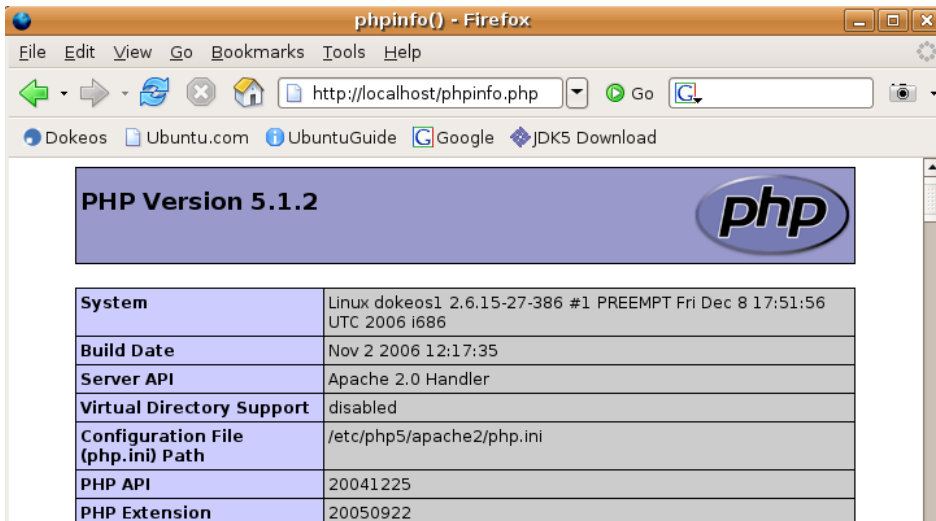 phpinfo() - Firefox
File Edit View Go Bookmarks Tools Help
http://localhost/phpinfo.php Go G
Dokeos Ubuntu.com UbuntuGuide G Google JDK5 Download
PHP Version 5.1.2
php
System Linux dokeos1 2.6.15-27-386 #1 PREEMPT Fri Dec 8 17:51:56
UTC 2006 i686
Build Date Nov 2 2006 12:17:35
Server API Apache 2.0 Handler
Virtual Directory Support disabled
Configuration File /etc/php5/apache2/php.ini
(php.ini) Path
PHP API 20041225
PHP Extension 20050922